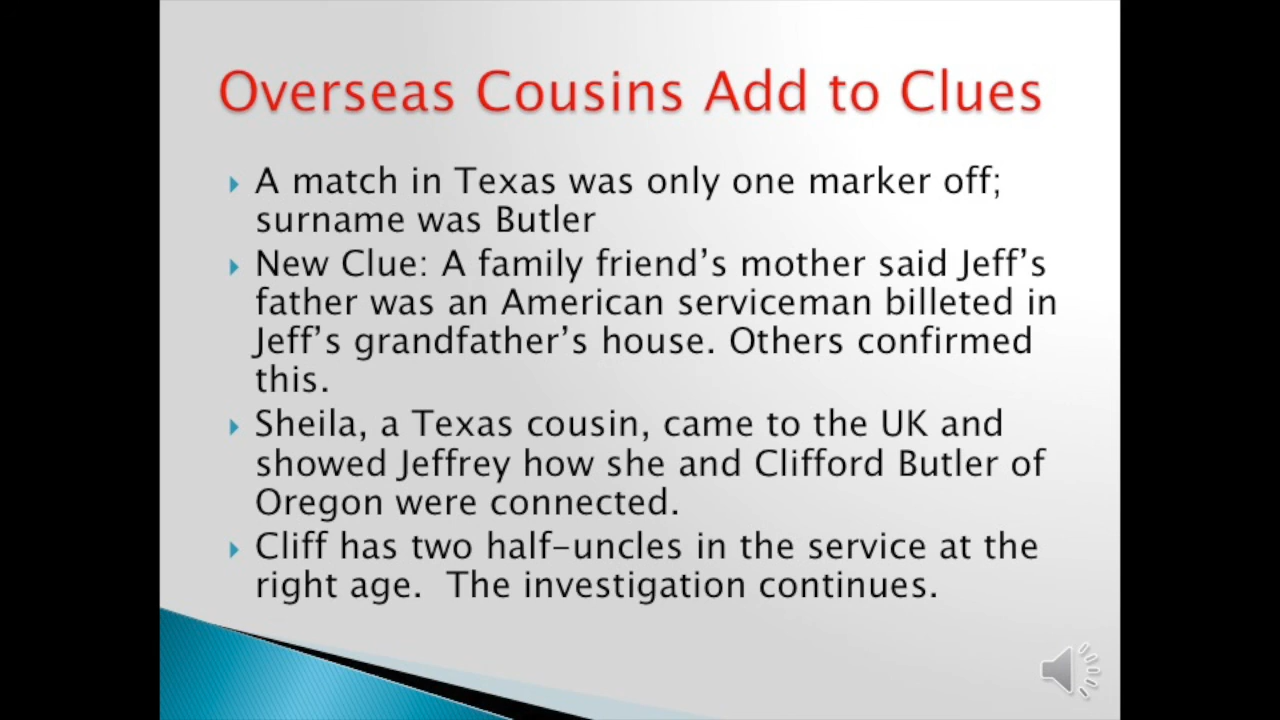 Overseas Cousins Add to Clues
A match in Texas was only one marker off;
surname was Butler
New Clue: A family friend’s mother said Jeff’s
father was an American serviceman billeted in
Jeff’s grandfather’s house. Others confirmed
this.
Sheila, a Texas cousin, came to the UK and
showed Jeffrey how she and Clifford Butler of
Oregon were connected.
Cliff has two half-uncles in the service at the
right age.  The investigation continues.